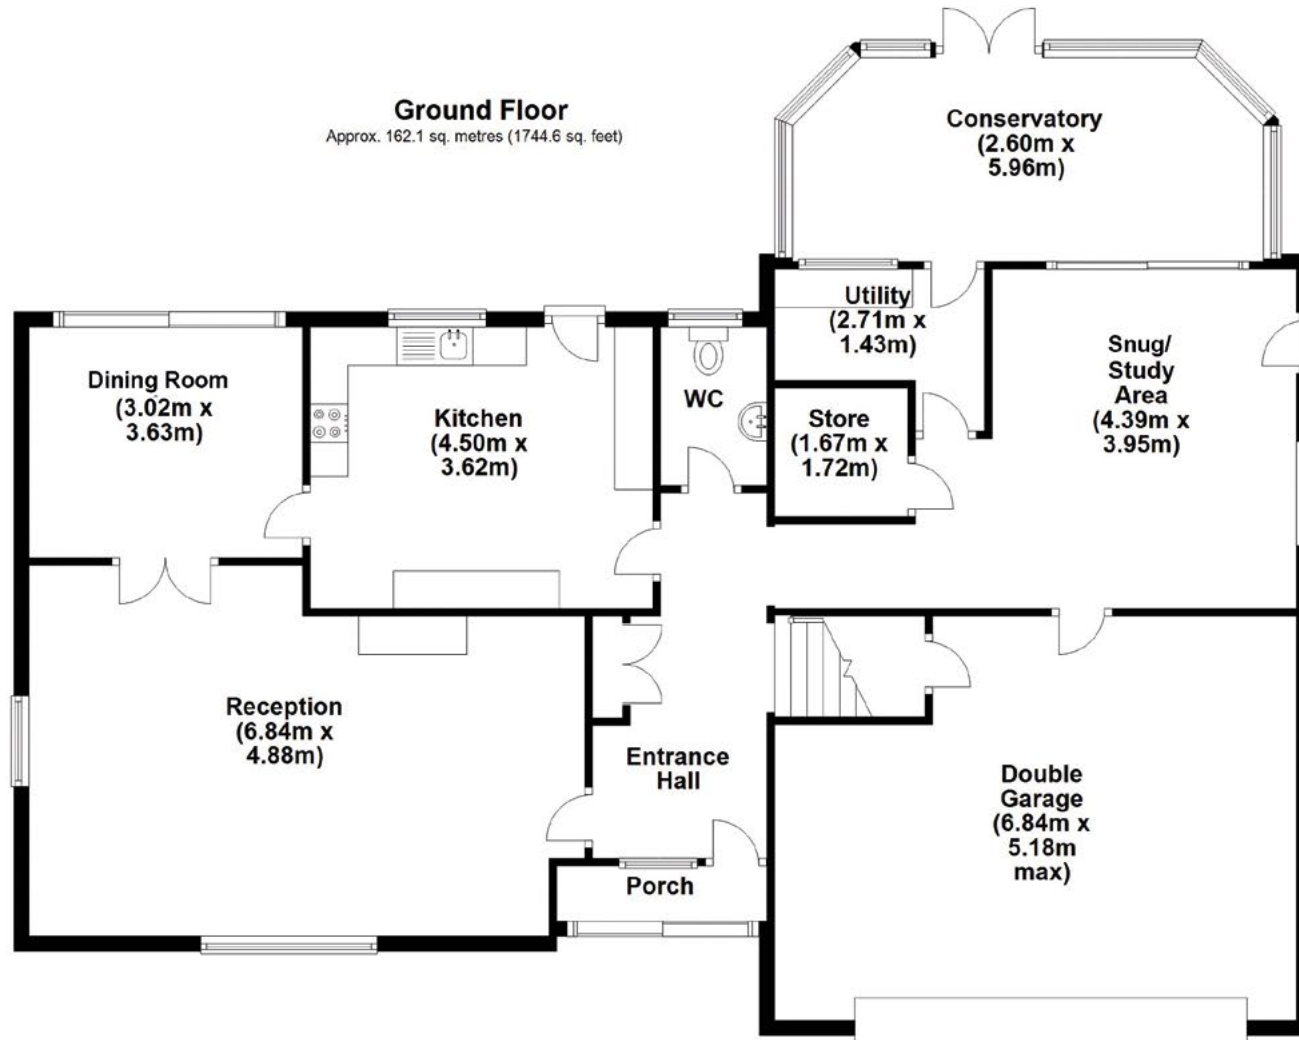 Ground Floor
Approx. 162.1 sq. metres (1744.6 sq. feet)
Conservatory
(2.60m x
5.96m)
Utility
(2.71m x
1.43m)
Snug/
Study
Area
(4.39m x
3.95m)
Dining Room
(3.02m x
3.63m)
Kitchen
(4.50m x
3.62m)
WC
Store
(1.67m x
1.72m)
Reception
(6.84m x
4.88m)
Entrance
Hall
Porch
Double
Garage
(6.84m x
5.18m
max)